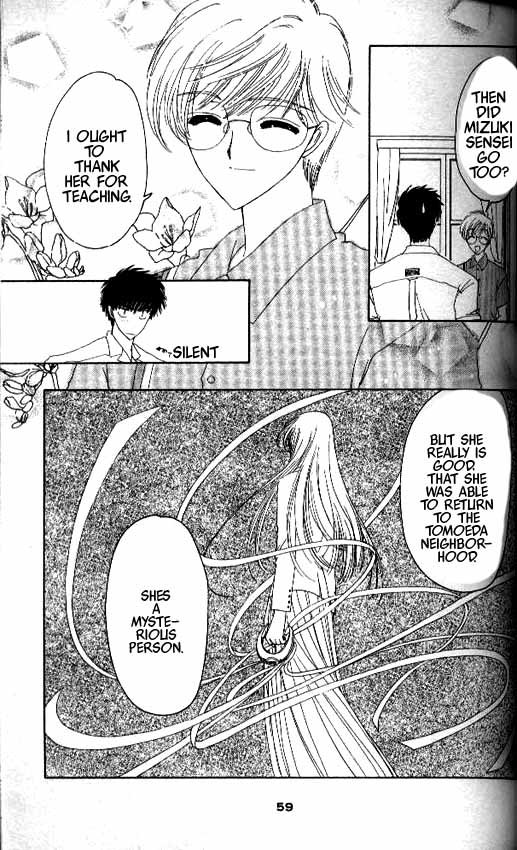 THEN
DID
MIZUKI
SENSEI
GO
TOO?
I OUGHT
TO
THANK
HER FOR
TEACHING.
SILENT
BUT SHE
REALLY IS
GOOD.
THAT SHE
WAS ABLE
TO RETURN
TO THE
TOMOEDA
NEIGHBOR-
HOOD.
SHES
A
MYSTE-
RIOUS
PERSON.
59